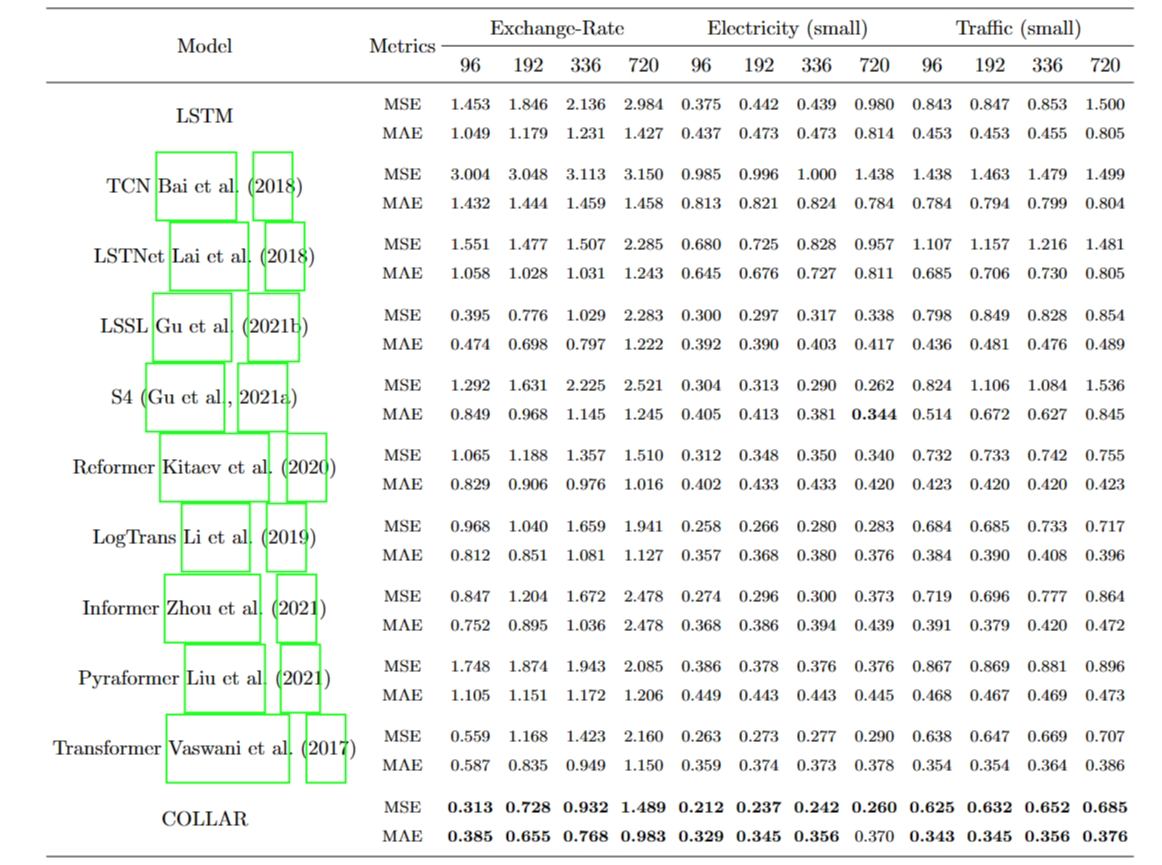 Model Metrics Exchange-Rate Electricity (small) Traffic (small)
96 192 336 720 96 192 336 720 96 192 336 720
LSTM
MSE 1.453 1.846 2.136 2.984 0.375 0.442 0.439 0.980 0.843 0.847 0.853 1.500
MAE 1.049 1.179 1.231 1.427 0.437 0.473 0.473 0.814 0.453 0.453 0.455 0.805
TCN Bai et al. (2018)
MSE 3.004 3.048 3.113 3.150 0.985 0.996 1.000 1.438 1.438 1.463 1.479 1.499
MAE 1.432 1.444 1.459 1.458 0.813 0.821 0.824 0.784 0.784 0.794 0.799 0.804
LSTNet Lai et al. (2018)
MSE 1.551 1.477 1.507 2.285 0.680 0.725 0.828 0.957 1.107 1.157 1.216 1.481
MAE 1.058 1.028 1.031 1.243 0.645 0.676 0.727 0.811 0.685 0.706 0.730 0.805
LSSL Gu et al. (2021b)
MSE 0.395 0.776 1.029 2.283 0.300 0.297 0.317 0.338 0.798 0.849 0.828 0.854
MAE 0.474 0.698 0.797 1.222 0.392 0.390 0.403 0.417 0.436 0.481 0.476 0.489
S4 (Gu et al., 2021a)
MSE 1.292 1.631 2.225 2.521 0.304 0.313 0.290 0.262 0.824 1.106 1.084 1.536
MAE 0.849 0.968 1.145 1.245 0.405 0.413 0.381 0.344 0.514 0.672 0.627 0.845
Reformer Kitaev et al. (2020)
MSE 1.065 1.188 1.357 1.510 0.312 0.348 0.350 0.340 0.732 0.733 0.742 0.755
MAE 0.829 0.906 0.976 1.016 0.402 0.433 0.433 0.420 0.423 0.420 0.420 0.423
LogTrans Li et al. (2019)
MSE 0.968 1.040 1.659 1.941 0.258 0.266 0.280 0.283 0.684 0.685 0.733 0.717
MAE 0.812 0.851 1.081 1.127 0.357 0.368 0.380 0.376 0.384 0.390 0.408 0.396
Informer Zhou et al. (2021)
MSE 0.847 1.204 1.672 2.478 0.274 0.296 0.300 0.373 0.719 0.696 0.777 0.864
MAE 0.752 0.895 1.036 2.478 0.368 0.386 0.394 0.439 0.391 0.379 0.420 0.472
Pyraformer Liu et al. (2021)
MSE 1.748 1.874 1.943 2.085 0.386 0.378 0.376 0.376 0.867 0.869 0.881 0.896
MAE 1.105 1.151 1.172 1.206 0.449 0.443 0.443 0.445 0.468 0.467 0.469 0.473
Transformer Vaswani et al. (2017)
MSE 0.559 1.168 1.423 2.160 0.263 0.273 0.277 0.290 0.638 0.647 0.669 0.707
MAE 0.587 0.835 0.949 1.150 0.359 0.374 0.373 0.378 0.354 0.354 0.364 0.386
COLLAR
MSE 0.313 0.728 0.932 1.489 0.212 0.237 0.242 0.260 0.625 0.632 0.652 0.685
MAE 0.385 0.655 0.768 0.983 0.329 0.345 0.356 0.370 0.343 0.345 0.356 0.376